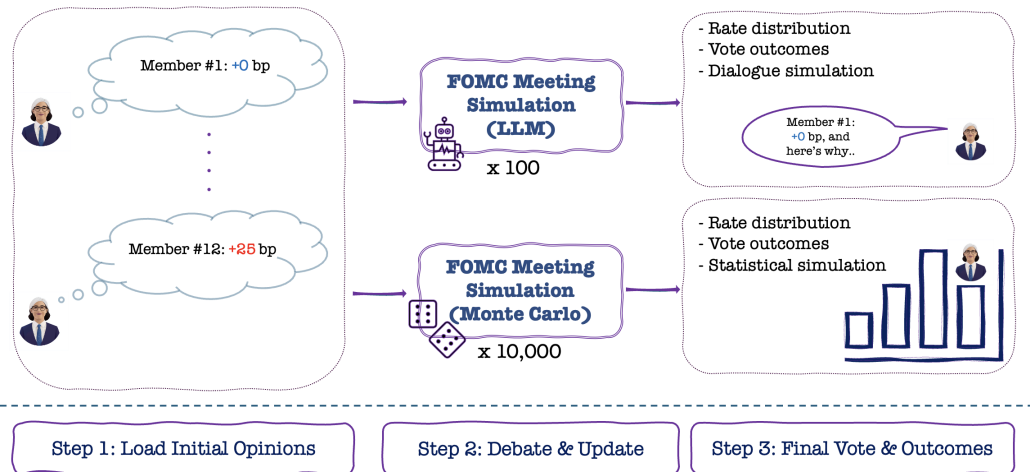 Member #1: +0 bp
Member #12: +25 bp
FOMC Meeting
Simulation
(LLM)
x 100
FOMC Meeting
Simulation
(Monte Carlo)
x 10,000
- Rate distribution
- Vote outcomes
- Dialogue simulation
Member #1:
+0 bp, and
here's why..
- Rate distribution
- Vote outcomes
- Statistical simulation
Step 1: Load Initial Opinions
Step 2: Debate & Update
Step 3: Final Vote & Outcomes